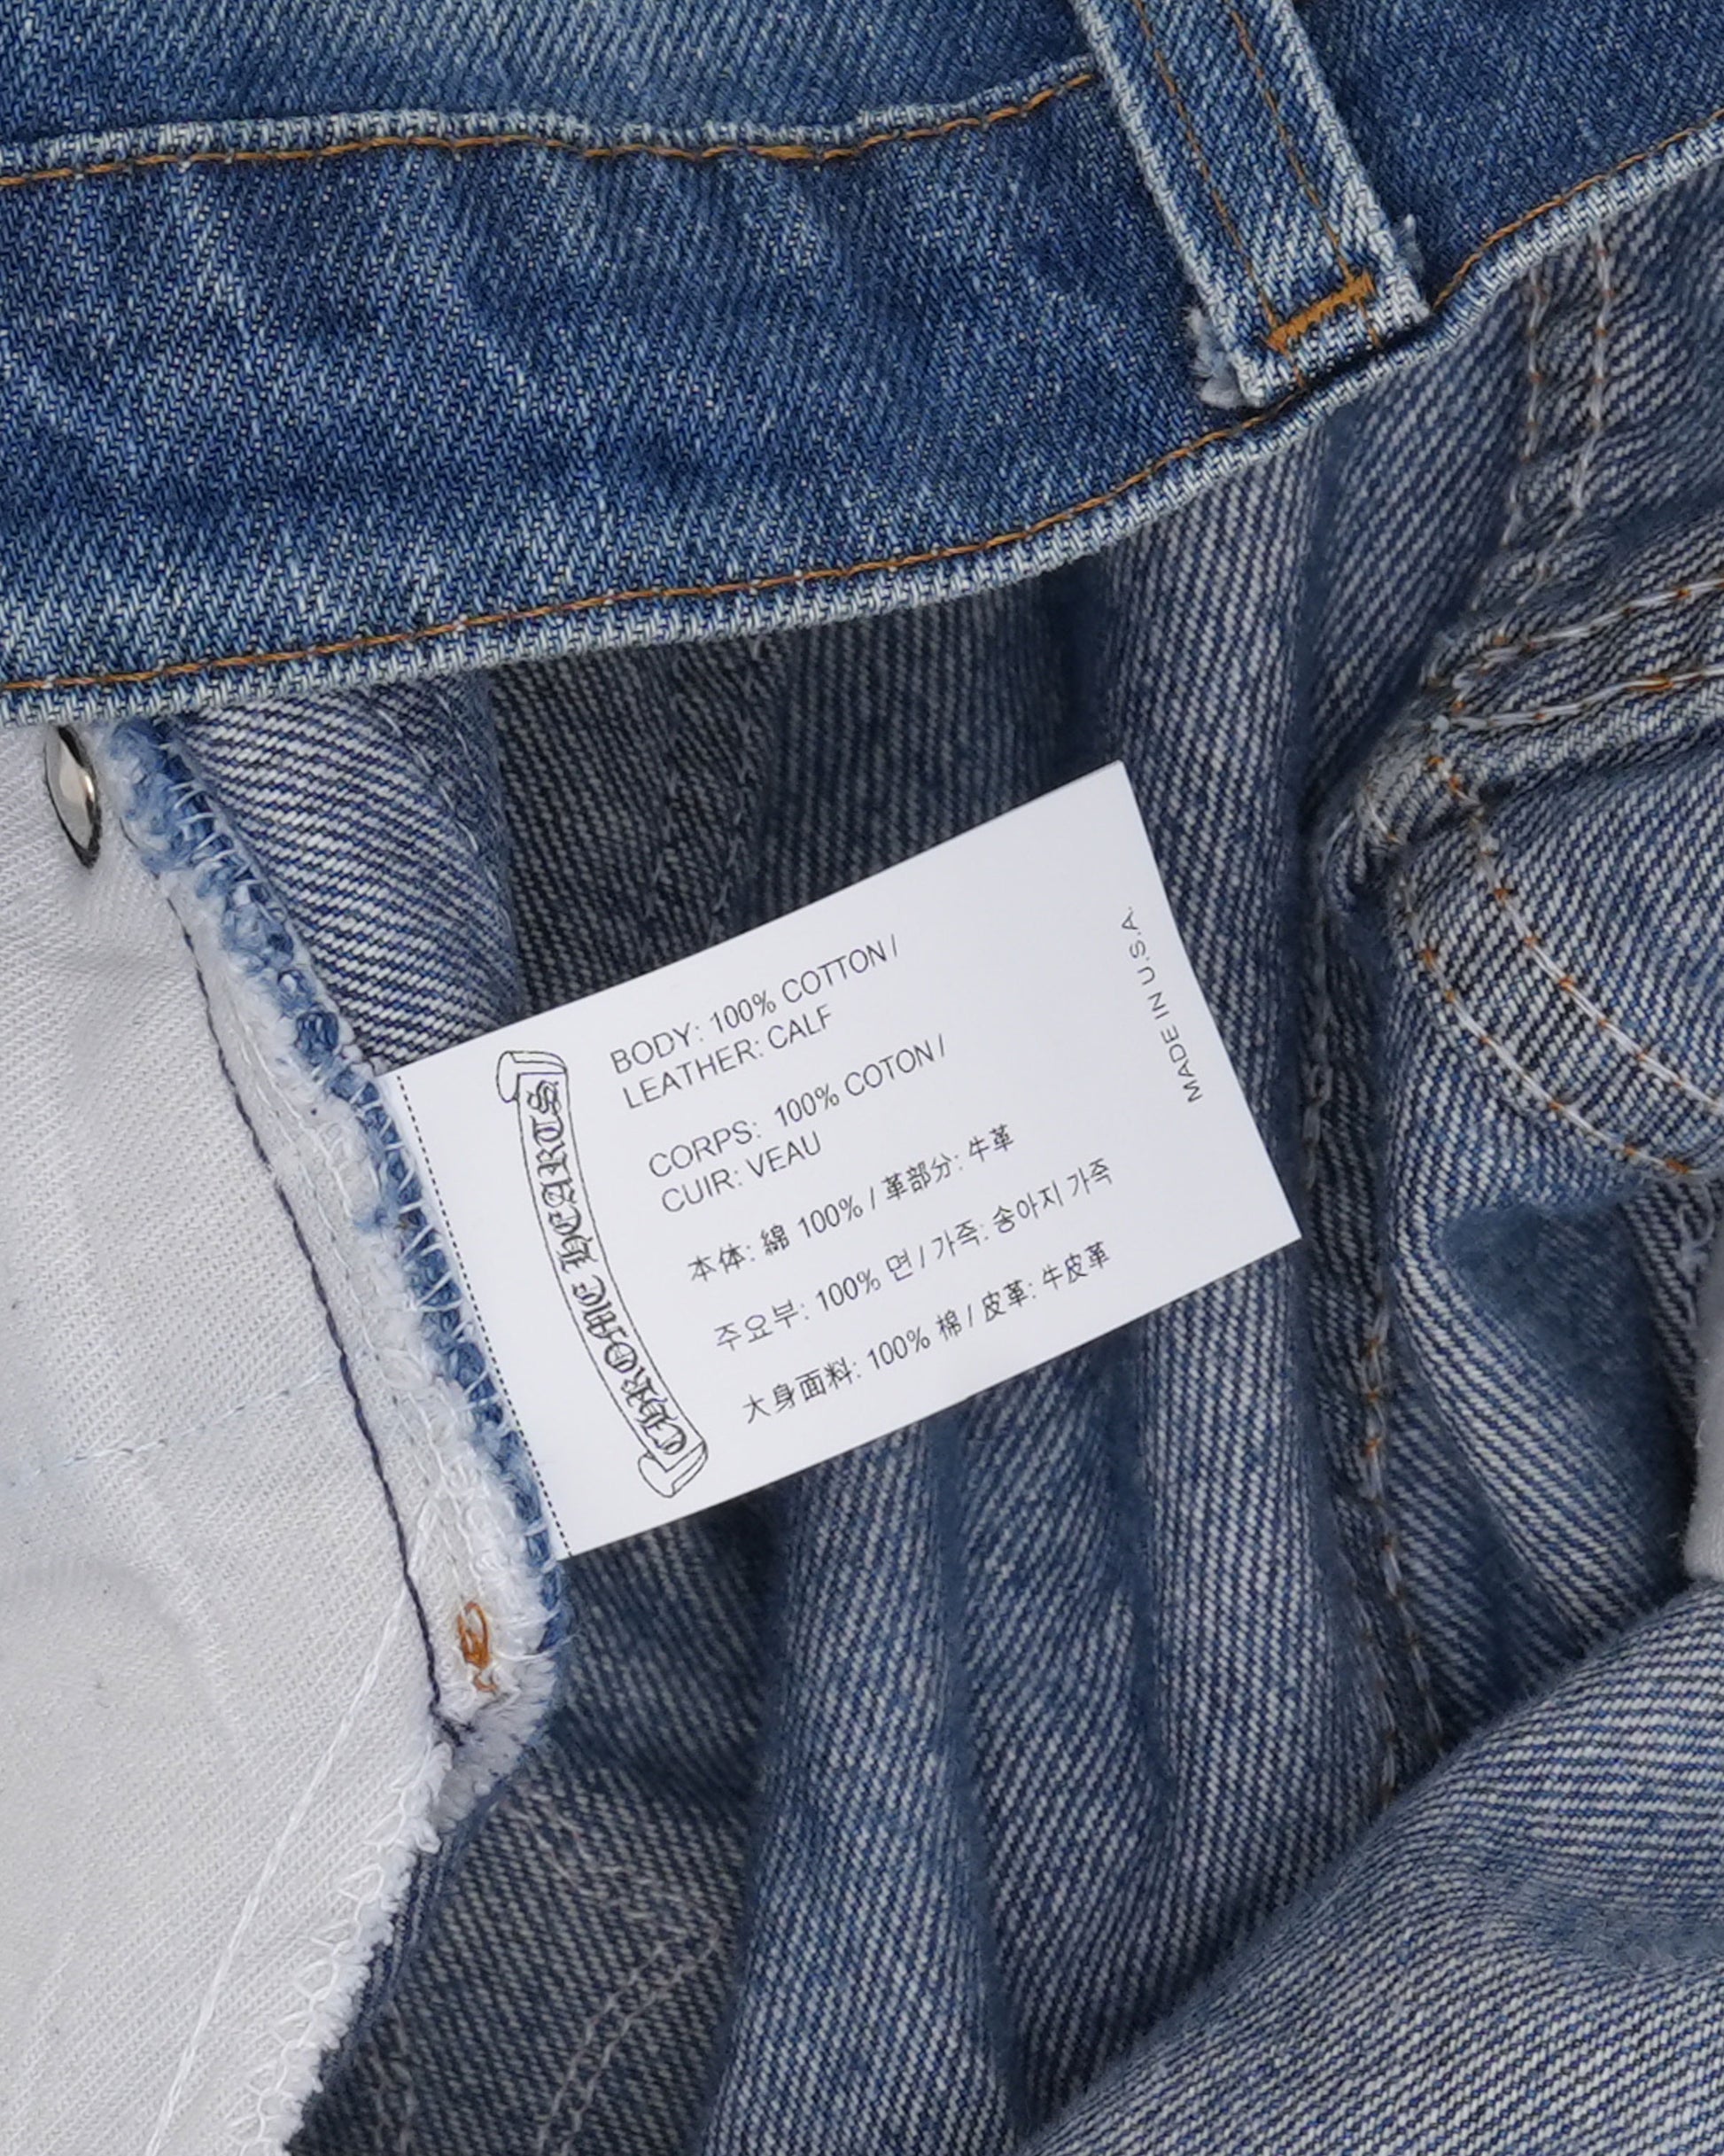 CHROME HEARTS
BODY: 100% COTTON /
LEATHER: CALF
CORPS: 100% COTON /
CUIR: VEAU
本体: 綿 100% / 革部分: 牛革
주요부: 100% 면 / 가죽: 송아지 가죽
大身面料: 100% 棉 / 皮革: 牛皮革
MADE IN U.S.A.